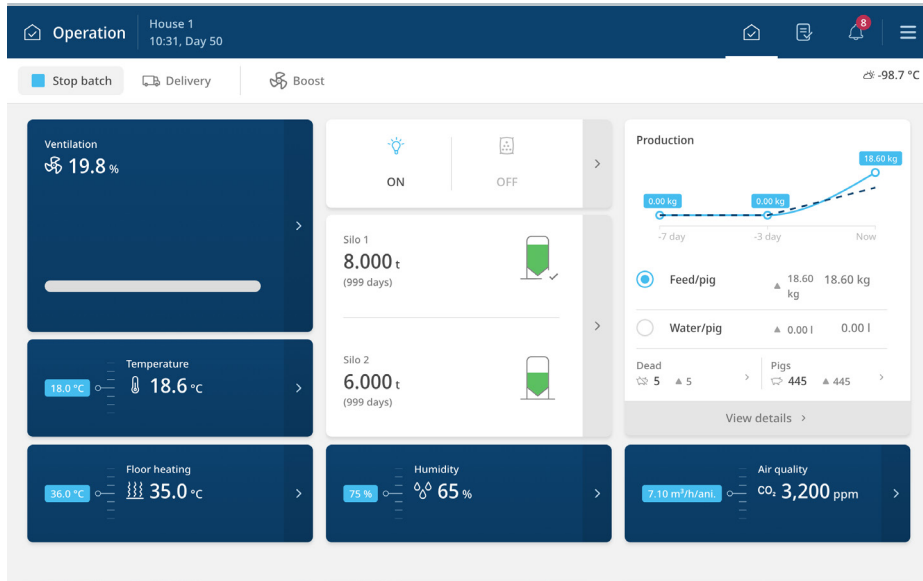 Operation
House 1
10:31, Day 50
8
Stop batch
Delivery
Boost
-98.7 °C
Ventilation
19.8 %
ON
OFF
Silo 1
8.000 t
(999 days)
Silo 2
6.000 t
(999 days)
Production
18.60 kg
0.00 kg
0.00 kg
-7 day
-3 day
Now
Feed/pig
▲ 18.60 kg
18.60 kg
Water/pig
▲ 0.00 l
0.00 l
Dead
5 ▲ 5
Pigs
445 ▲ 445
View details
Temperature
18.0 °C
18.6 °C
Floor heating
36.0 °C
35.0 °C
Humidity
75 %
65 %
Air quality
7.10 m³/h/ani.
CO₂ 3,200 ppm